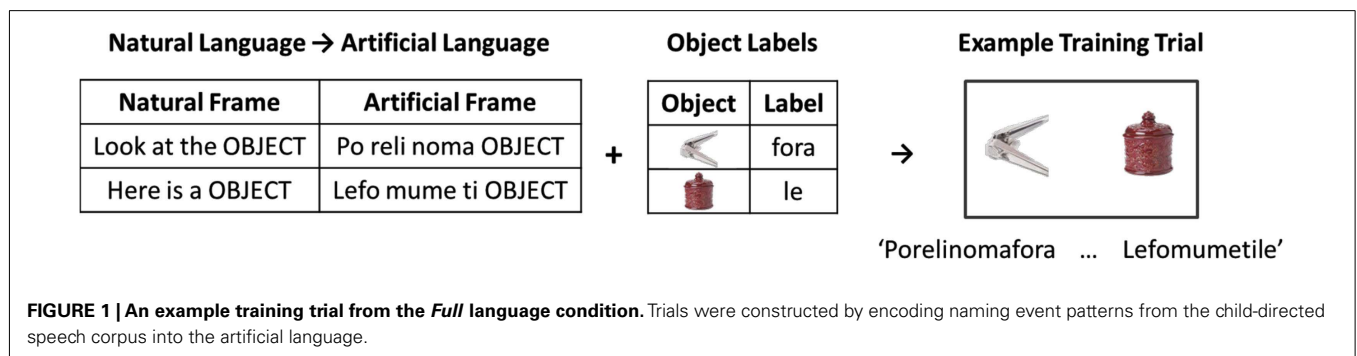 Natural Language → Artificial Language
Natural Frame Artificial Frame
Look at the OBJECT Po reli noma OBJECT
Here is a OBJECT Lefo mume ti OBJECT
+
Object Labels
Object Label
fora
le
→
Example Training Trial
‘Porelinomafora ... Lefomumetile’
FIGURE 1 | An example training trial from the Full language condition. Trials were constructed by encoding naming event patterns from the child-directed
speech corpus into the artificial language.